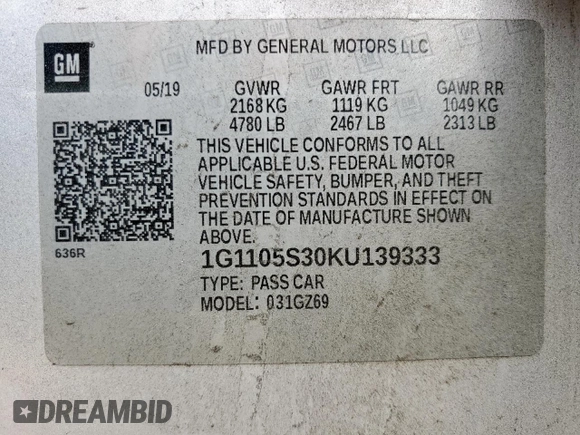 GM
MFD BY GENERAL MOTORS LLC
05/19 GVWR GAWR FRT GAWR RR
2168 KG 1119 KG 1049 KG
4780 LB 2467 LB 2313 LB
THIS VEHICLE CONFORMS TO ALL
APPLICABLE U.S. FEDERAL MOTOR
VEHICLE SAFETY, BUMPER, AND THEFT
PREVENTION STANDARDS IN EFFECT ON
THE DATE OF MANUFACTURE SHOWN
ABOVE.
636R
1G1105S30KU139333
TYPE: PASS CAR
MODEL: 031GZ69
DREAMBID